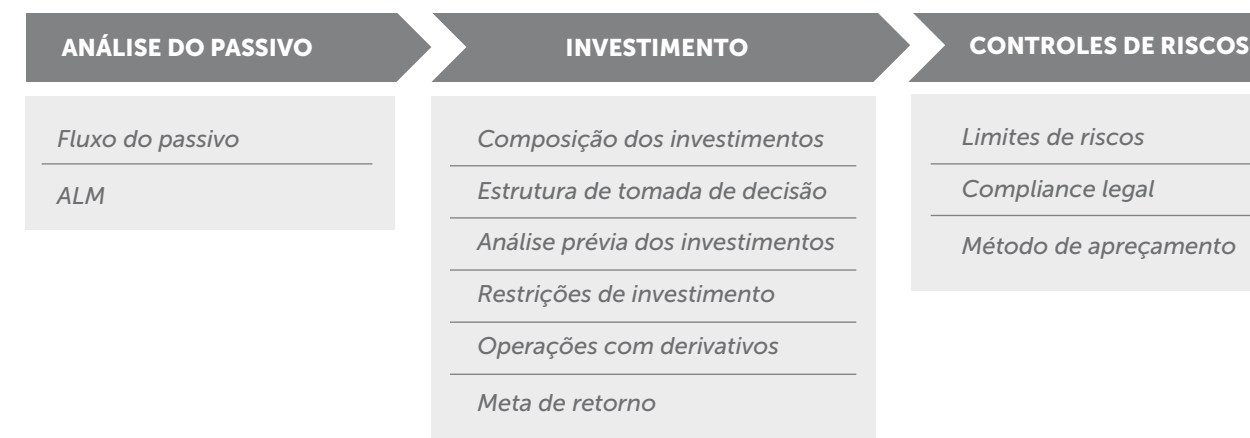 ANÁLISE DO PASSIVO
Fluxo do passivo
ALM
INVESTIMENTO
Composição dos investimentos
Estrutura de tomada de decisão
Análise prévia dos investimentos
Restrições de investimento
Operações com derivativos
Meta de retorno
CONTROLES DE RISCOS
Limites de riscos
Compliance legal
Método de apreçamento